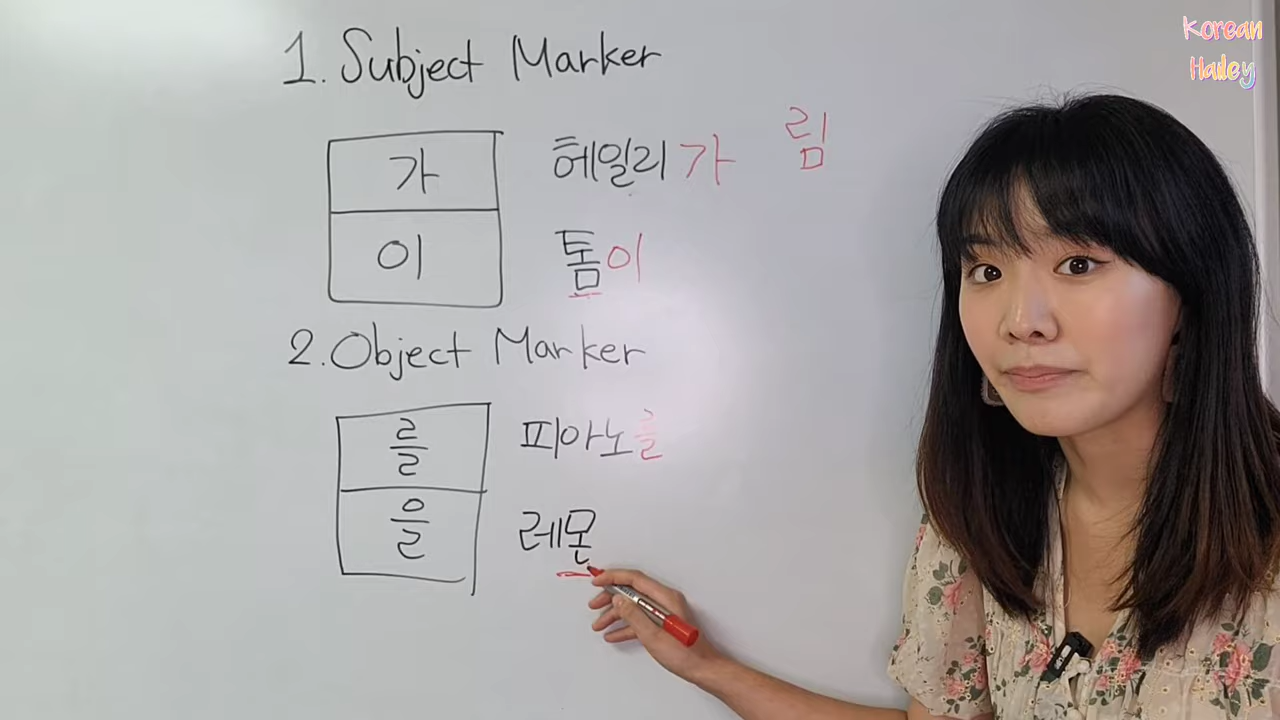 1. Subject Marker
가
헤일리가
림
이
톰이
2. Object Marker
를
피아노를
을
레몬
Korean
Hailey